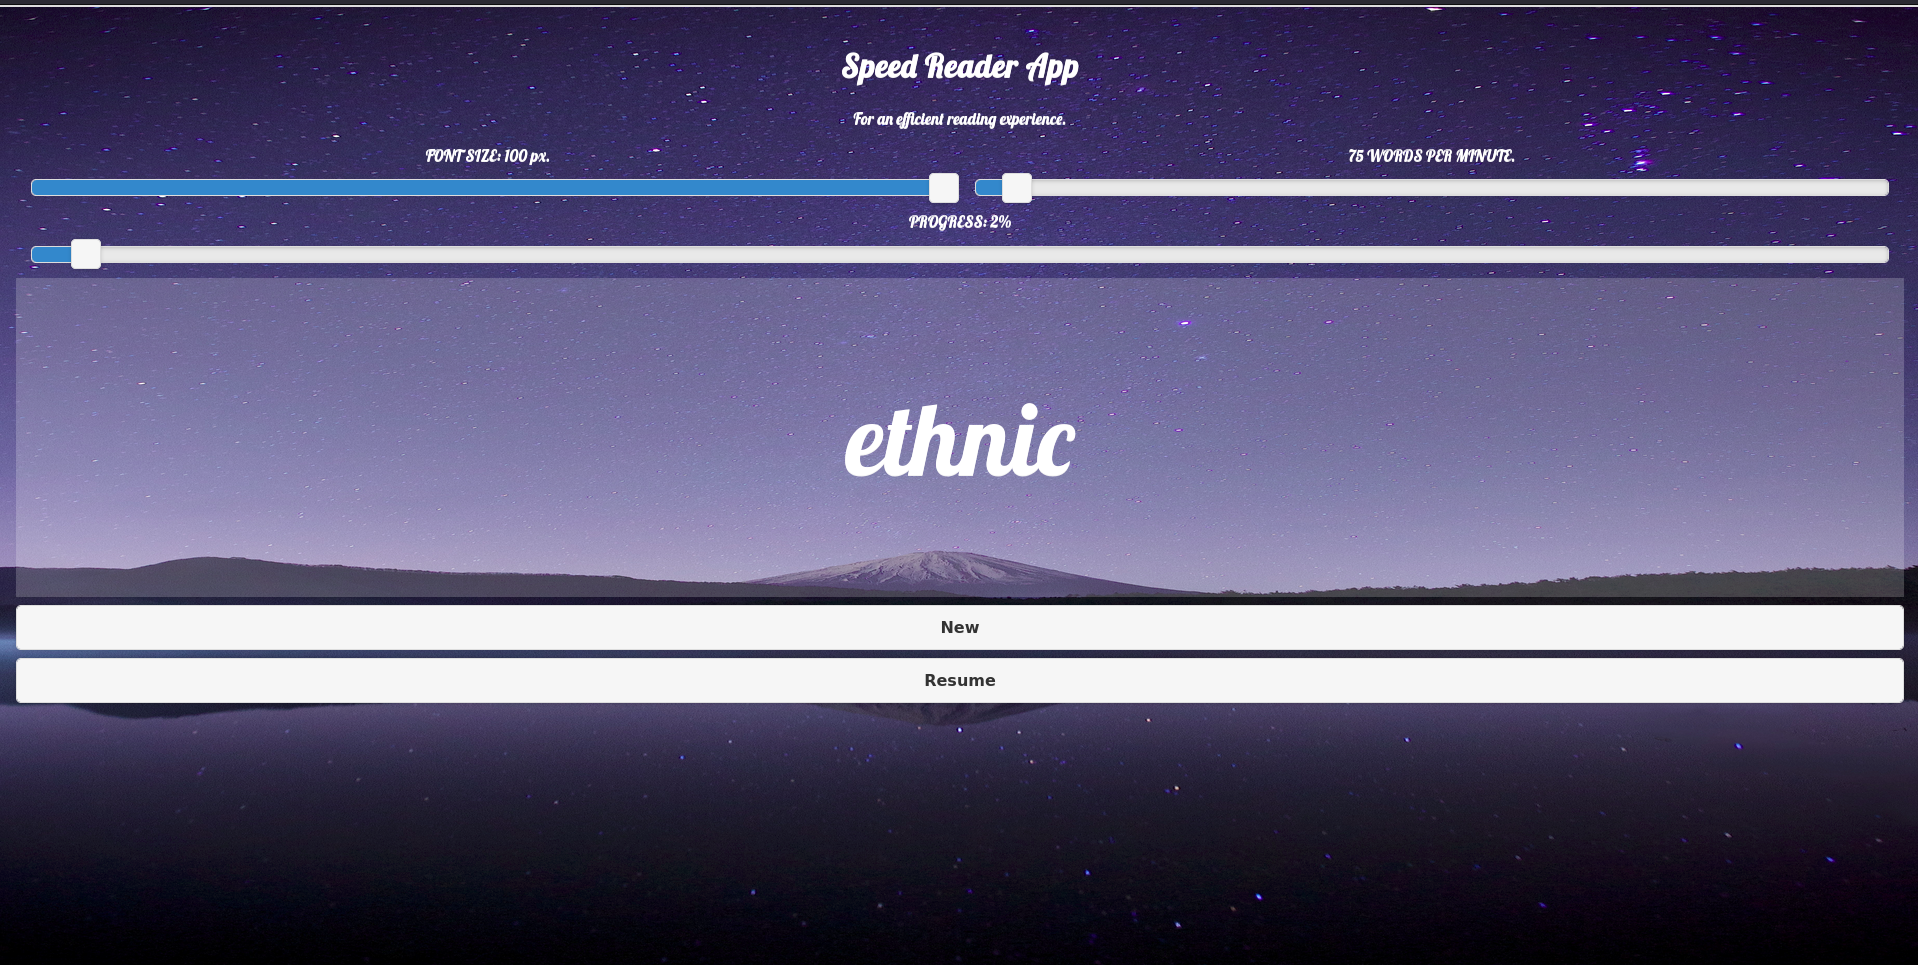 Speed Reader App
For an efficient reading experience.
FONT SIZE: 100 px.
75 WORDS PER MINUTE.
PROGRESS: 2%
ethnic
New
Resume